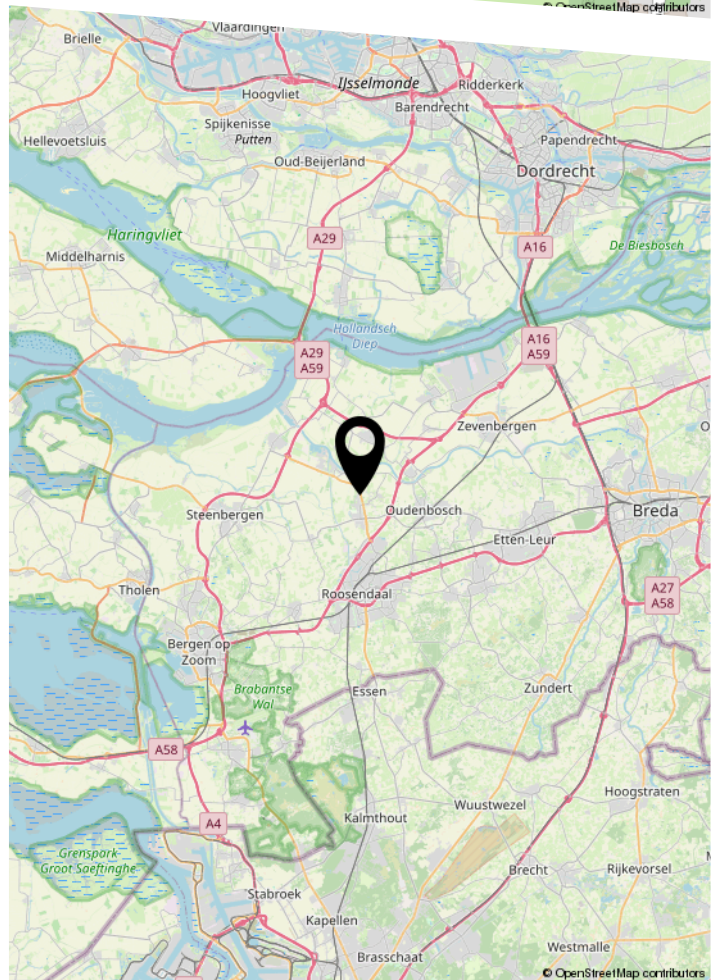 © OpenStreetMap contributors
Vlaardingen
Brielle
IJsselmonde
Ridderkerk
Hoogvliet
Barendrecht
Spijkenisse
Putten
Papendrecht
Hellevoetsluis
Oud-Beijerland
Dordrecht
Haringvliet
A29
A16
De Biesbosch
Middelharnis
Hollandsch
Diep
A29
A59
A16
A59
Zevenbergen
Steenbergen
Oudenbosch
Breda
Etten-Leur
Tholen
Roosendaal
A27
A58
Bergen op
Zoom
Brabantse
Wal
Essen
Zundert
A58
A4
Hoogstraten
Wuustwezel
Kalmthout
Grenspark
Groot Saeftinghe
Brecht
Rijkevorsel
Stabroek
Kapellen
Westmalle
Brasschaat
© OpenStreetMap contributors